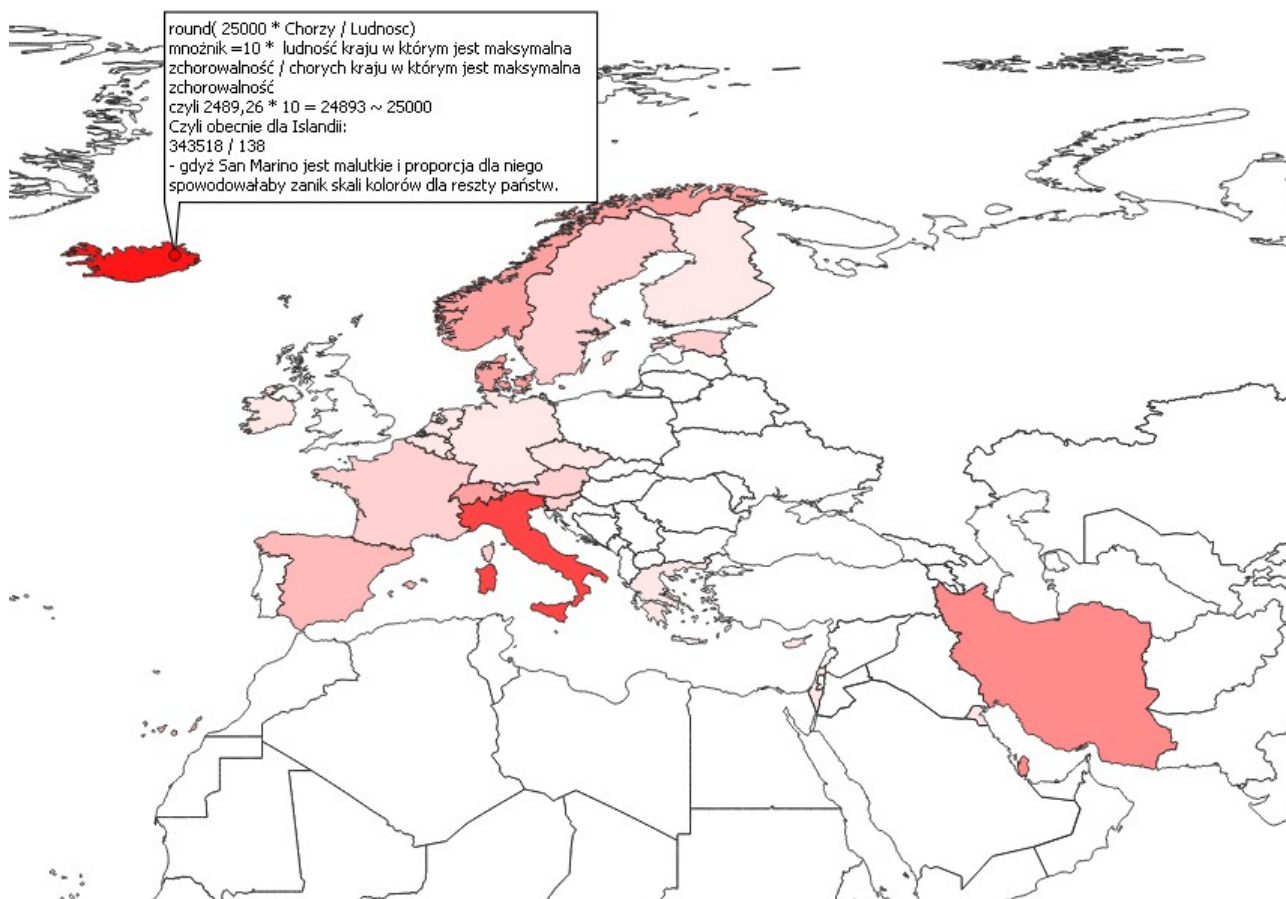 round( 25000 * Chorzy / Ludnosc)
mnożnik =10 *  ludność kraju w którym jest maksymalna
zchorowalność / chorych kraju w którym jest maksymalna
zchorowalność
czyli 2489,26 * 10 = 24893 ~ 25000
Czyli obecnie dla Islandii:
343518 / 138
- gdyż San Marino jest malutkie i proporcja dla niego
spowodowałaby zanik skali kolorów dla reszty państw.